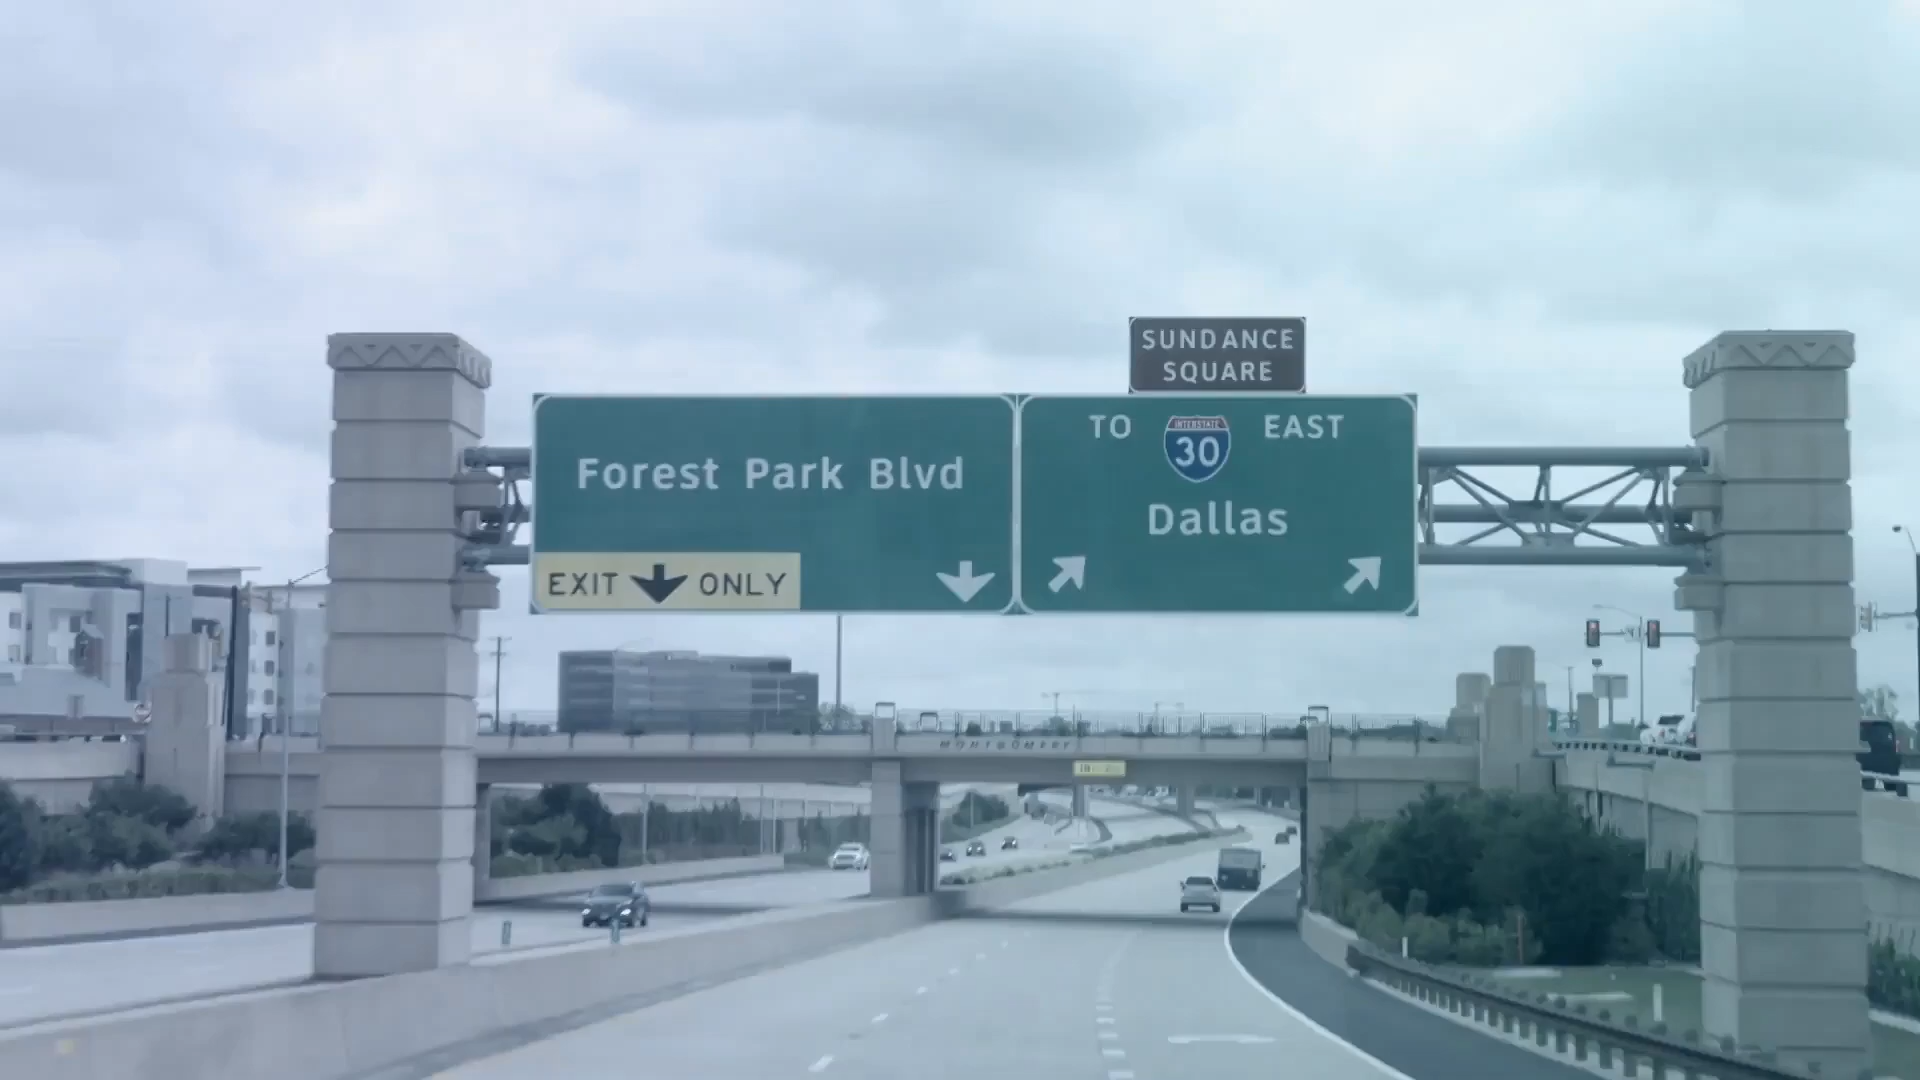 SUNDANCE
SQUARE
Forest Park Blvd
EXIT ONLY
TO INTERSTATE 30 EAST
Dallas
MONTGOMERY